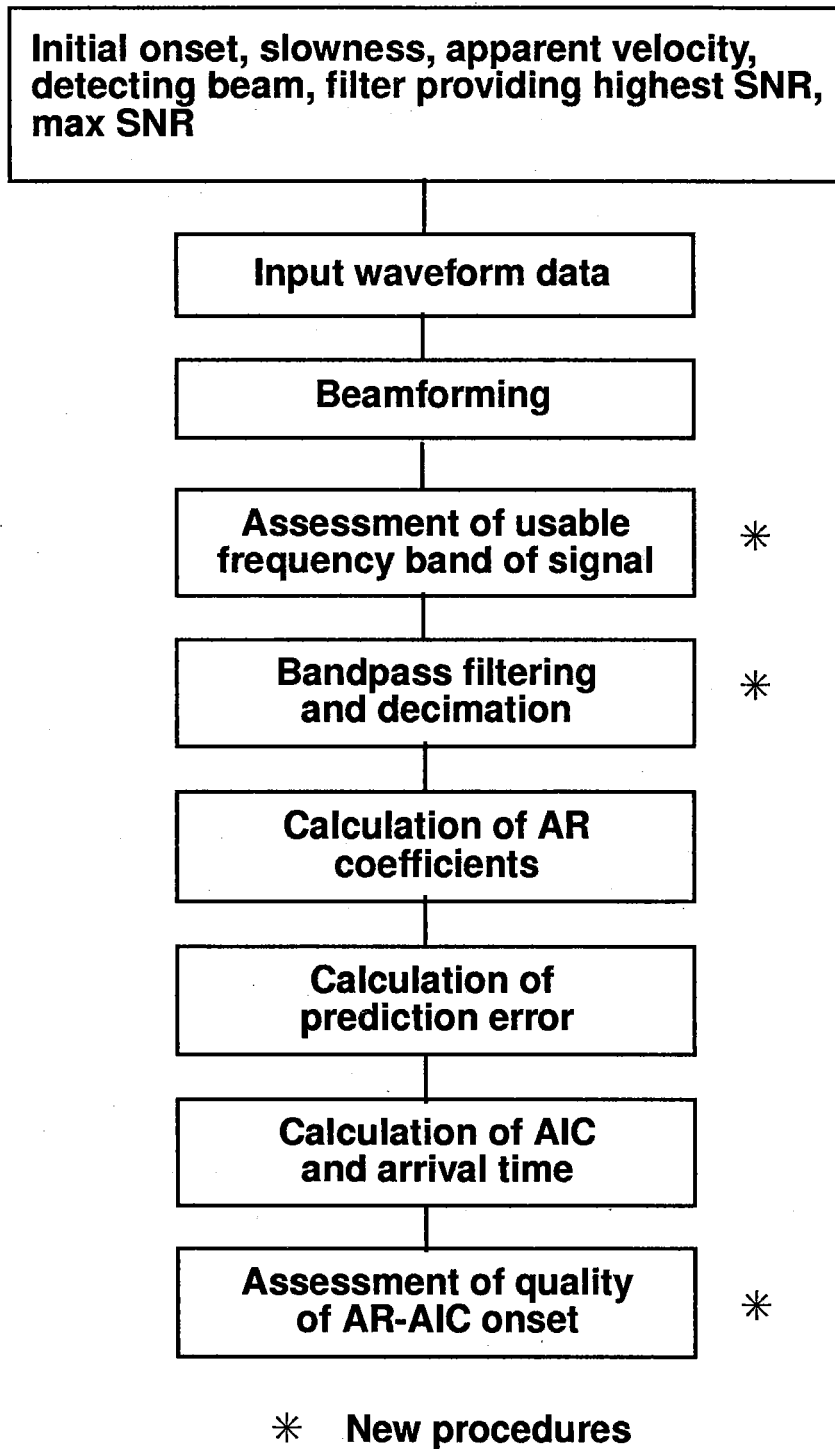 Initial onset, slowness, apparent velocity,
detecting beam, filter providing highest SNR,
max SNR
Input waveform data
Beamforming
Assessment of usable
frequency band of signal
✳
Bandpass filtering
and decimation
✳
Calculation of AR
coefficients
Calculation of
prediction error
Calculation of AIC
and arrival time
Assessment of quality
of AR-AIC onset
✳
✳ New procedures